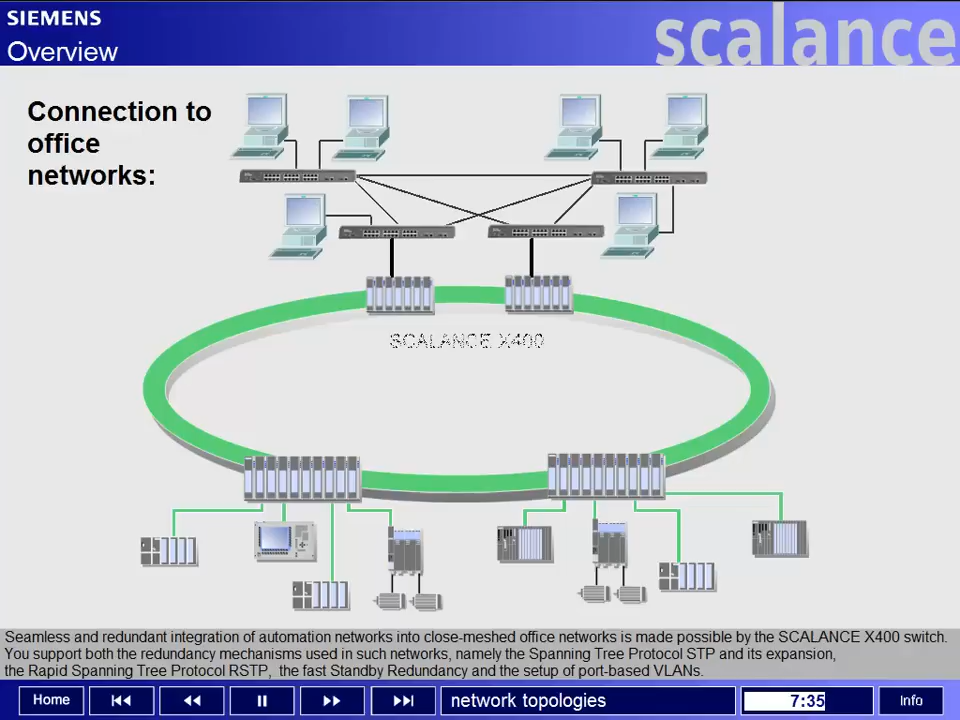 SIEMENS
Overview
scalance
Connection to
office
networks:
SCALANCE X400
Seamless and redundant integration of automation networks into close-meshed office networks is made possible by the SCALANCE X400 switch.
You support both the redundancy mechanisms used in such networks, namely the Spanning Tree Protocol STP and its expansion,
the Rapid Spanning Tree Protocol RSTP, the fast Standby Redundancy and the setup of port-based VLANs.
Home
network topologies
7:35
Info